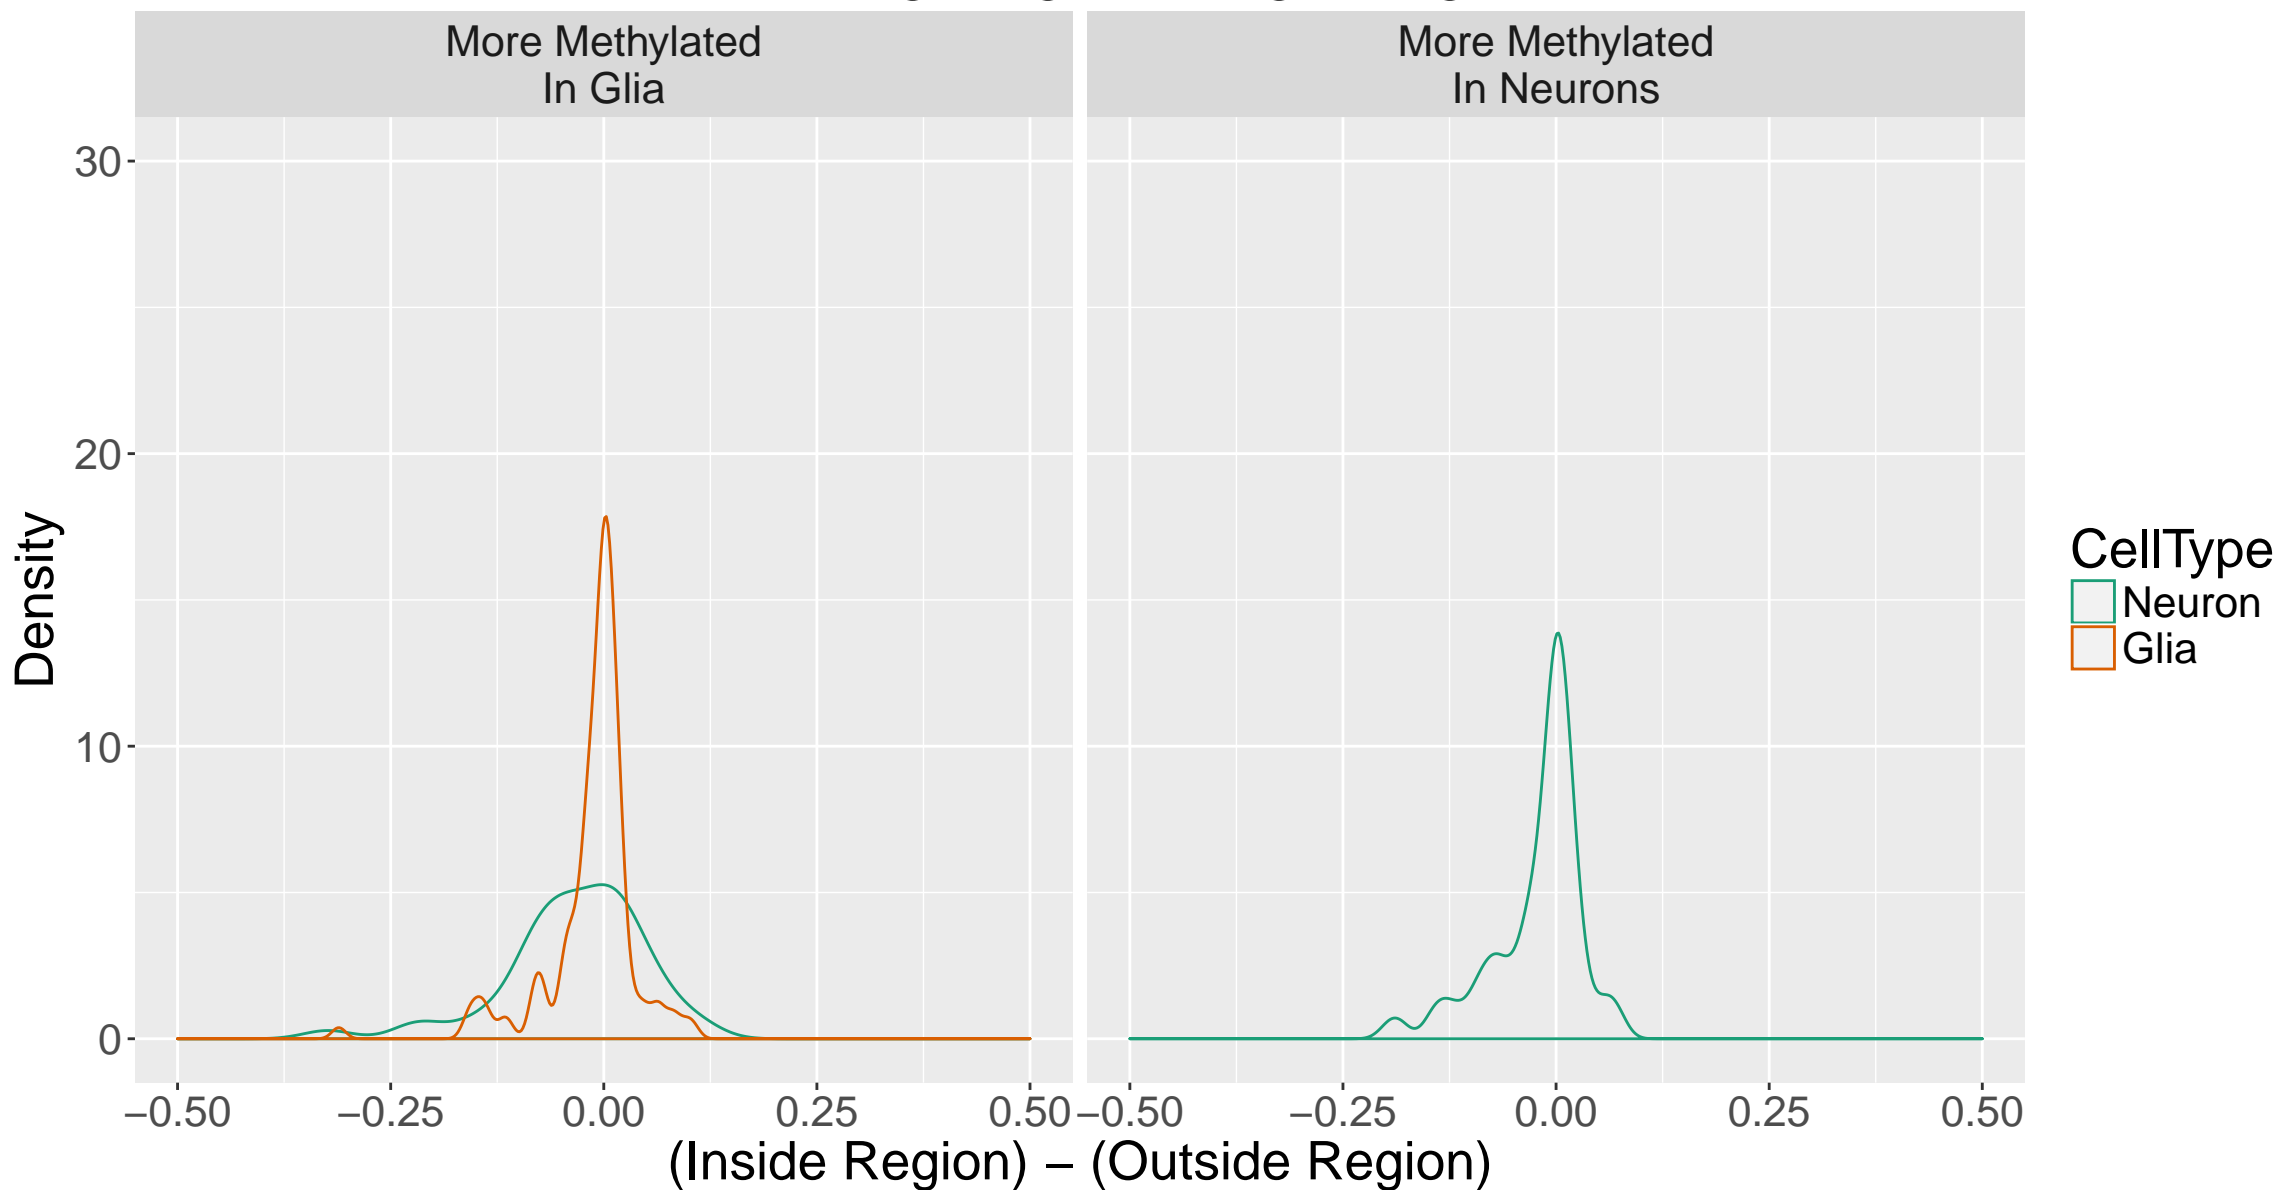 More Methylated
In Glia
More Methylated
In Neurons
30
20
10
0
Density
−0.50
−0.25
0.00
0.25
0.50
−0.50
−0.25
0.00
0.25
0.50
(Inside Region) − (Outside Region)
CellType
Neuron
Glia